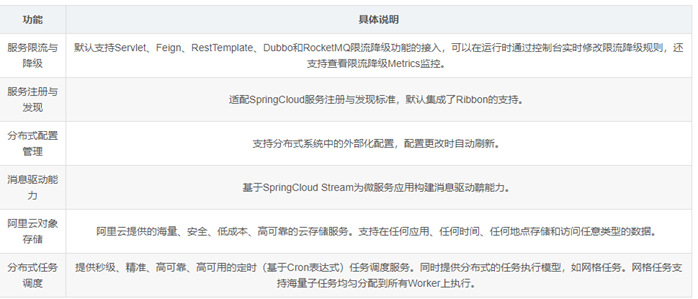 功能 具体说明
服务限流与 默认支持Servlet、Feign、RestTemplate、Dubbo和RocketMQ限流降级功能的接入，可以在运行时通过控制台实时修改限流降级规则，还
降级 支持查看限流降级Metrics监控。
服务注册与 适配SpringCloud服务注册与发现标准，默认集成了Ribbon的支持。
发现
分布式配置 支持分布式系统中的外部化配置，配置更改时自动刷新。
管理
消息驱动能 基于SpringCloud Stream为微服务应用构建消息驱动能力。
力
阿里云对象 阿里云提供的海量、安全、低成本、高可靠的云存储服务。支持在任何应用、任何时间、任何地点存储和访问任意类型的数据。
存储
分布式任务 提供秒级、精准、高可靠、高可用的定时（基于Cron表达式）任务调度服务。同时提供分布式的任务执行模型，如网格任务。网格任务支
调度 持海量子任务均匀分配到所有Worker上执行。